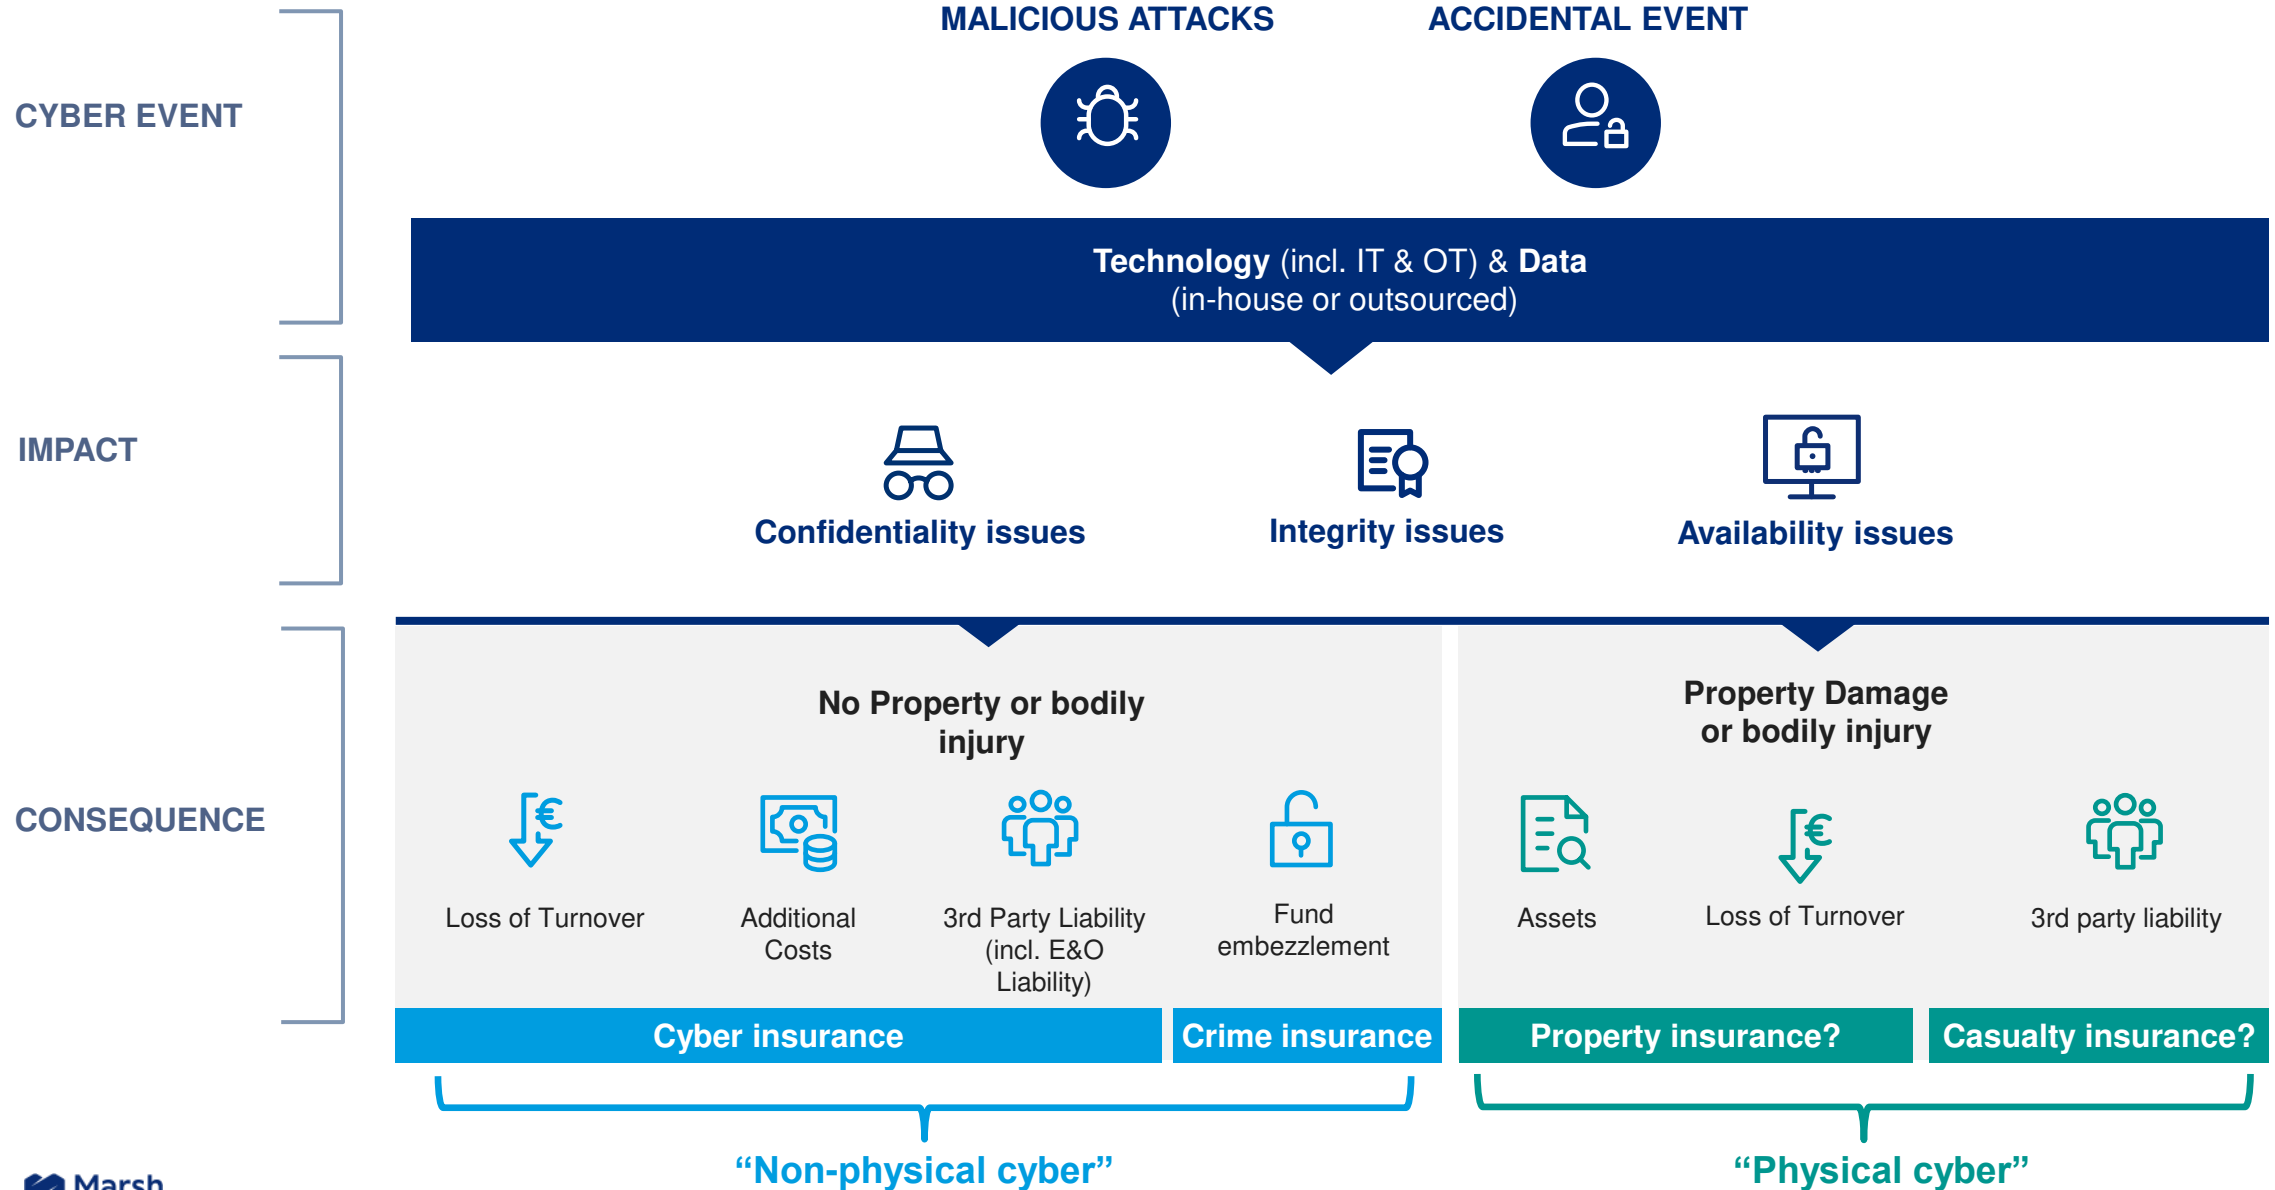 MALICIOUS ATTACKS
ACCIDENTAL EVENT
CYBER EVENT
Technology (incl. IT & OT) & Data
(in-house or outsourced)
IMPACT
Confidentiality issues
Integrity issues
Availability issues
No Property or bodily
injury
Property Damage
or bodily injury
CONSEQUENCE
€
€
Loss of Turnover
Additional
Costs
3rd Party Liability
(incl. E&O
Liability)
Fund
embezzlement
Assets
Loss of Turnover
3rd party liability
Cyber insurance
Crime insurance
Property insurance?
Casualty insurance?
“Non-physical cyber”
“Physical cyber”
Marsh